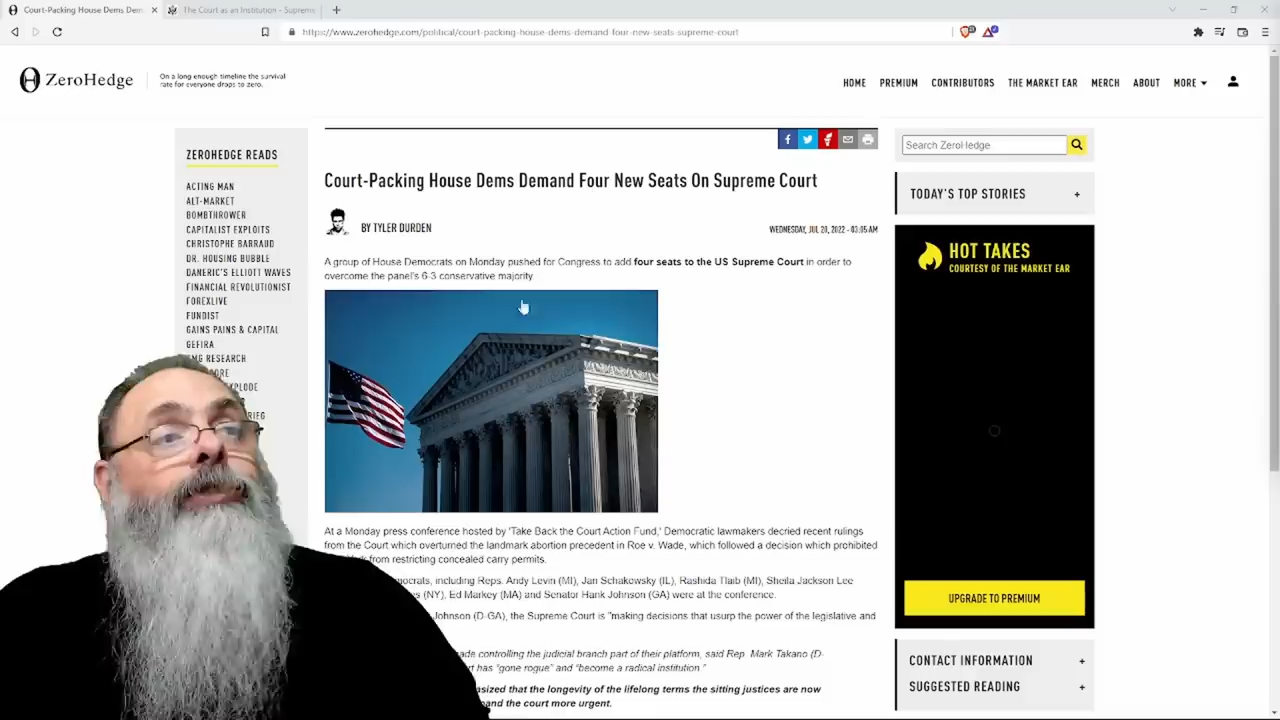 Court-Packing House Dems Dem
The Court as an Institution - Supreme
https://www.zerohedge.com/political/court-packing-house-dems-demand-four-new-seats-supreme-court
ZeroHedge
On a long enough timeline the survival
rate for everyone drops to zero.
HOME PREMIUM CONTRIBUTORS THE MARKET EAR MERCH ABOUT MORE
ZEROHEDGE READS
ACTING MAN
ALT-MARKET
BOMBTHROWER
CAPITALIST EXPLOITS
CHRISTOPHE BARRAUD
DR. HOUSING BUBBLE
DANERIC'S ELLIOTT WAVES
FINANCIAL REVOLUTIONIST
FOREXLIVE
FUNDIST
GAINS PAINS & CAPITAL
GEFIRA
RESEARCH
Court-Packing House Dems Demand Four New Seats On Supreme Court
BY TYLER DURDEN
WEDNESDAY, JUL 20, 2022 - 03:05 AM
A group of House Democrats on Monday pushed for Congress to add four seats to the US Supreme Court in order to
overcome the panel's 6-3 conservative majority.
At a Monday press conference hosted by 'Take Back the Court Action Fund,' Democratic lawmakers decried recent rulings
from the Court which overturned the landmark abortion precedent in Roe v. Wade, which followed a decision which prohibited
from restricting concealed carry permits.
including Reps. Andy Levin (MI), Jan Schakowsky (IL), Rashida Tlaib (MI), Sheila Jackson Lee
(NY), Ed Markey (MA) and Senator Hank Johnson (GA) were at the conference.
Johnson (D-GA), the Supreme Court is "making decisions that usurp the power of the legislative and
controlling the judicial branch part of their platform, said Rep. Mark Takano (D-
has "gone rogue" and "become a radical institution."
that the longevity of the lifelong terms the sitting justices are now
the court more urgent.
Search ZeroHedge
TODAY'S TOP STORIES +
HOT TAKES
COURTESY OF THE MARKET EAR
UPGRADE TO PREMIUM
CONTACT INFORMATION +
SUGGESTED READING +